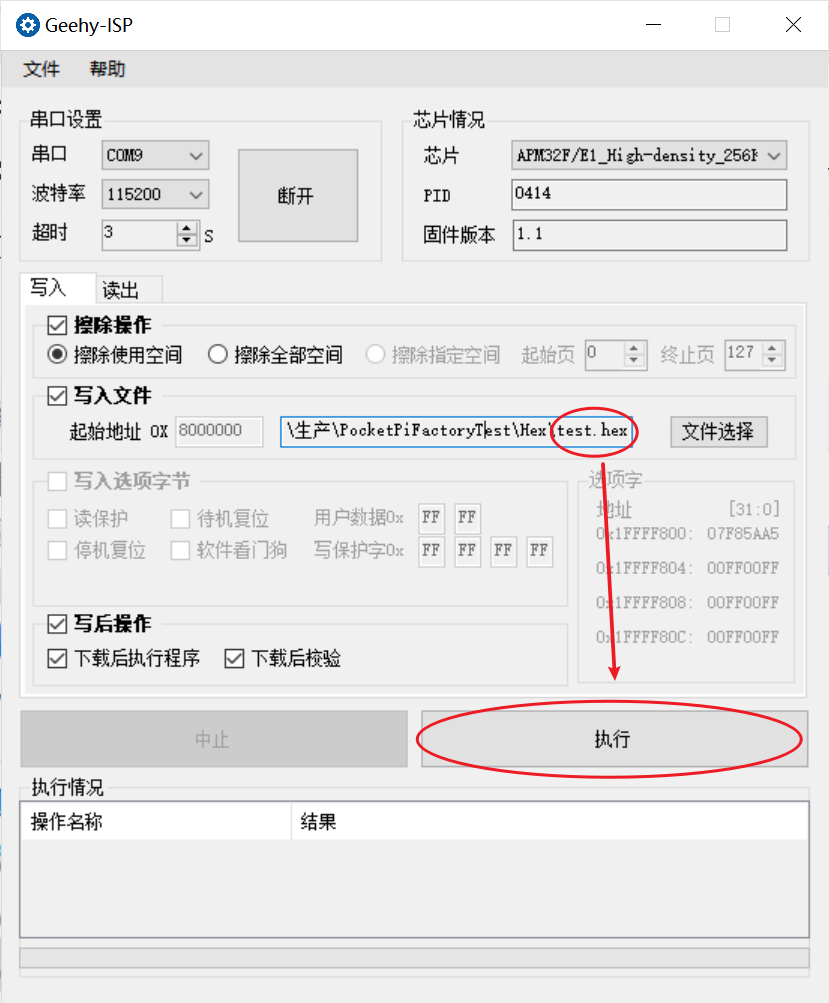 Geehy-ISP
文件 帮助
串口设置
串口 COM9
波特率 115200
超时 3 S
断开
芯片情况
芯片 APM32F/E1_High-density_256K
PID 0414
固件版本 1.1
写入 读出
擦除操作
擦除使用空间 擦除全部空间 擦除指定空间 起始页 0 终止页 127
写入文件
起始地址 0X 8000000 \生产\PocketPiFactoryTest\Hex\test.hex 文件选择
写入选项字节
读保护 待机复位 用户数据0x FF FF
停机复位 软件看门狗 写保护字0x FF FF FF FF
选项字
地址 [31:0]
0x1FFFF800: 07F85AA5
0x1FFFF804: 00FF00FF
0x1FFFF808: 00FF00FF
0x1FFFF80C: 00FF00FF
写后操作
下载后执行程序 下载后校验
中止 执行
执行情况
操作名称 结果